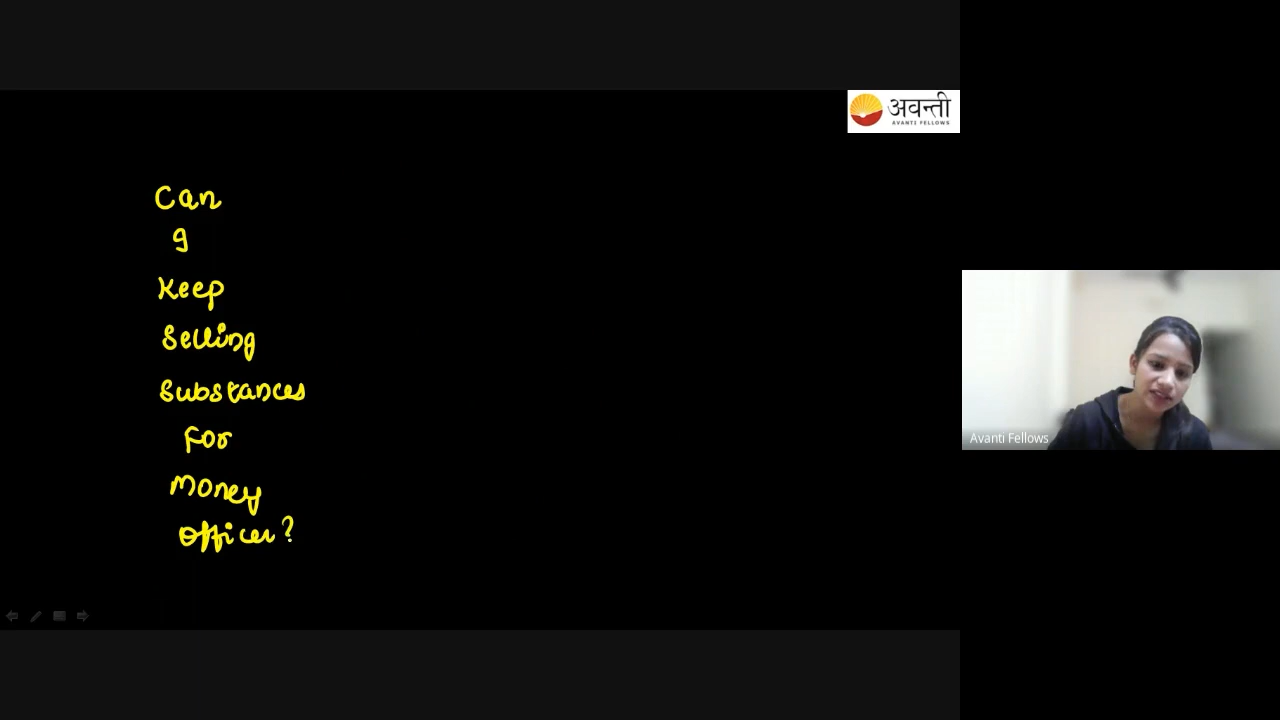 अवन्ती
AVANTI FELLOWS
Can
I
Keep
Selling
Substances
For
Money
Officer?
Avanti Fellows